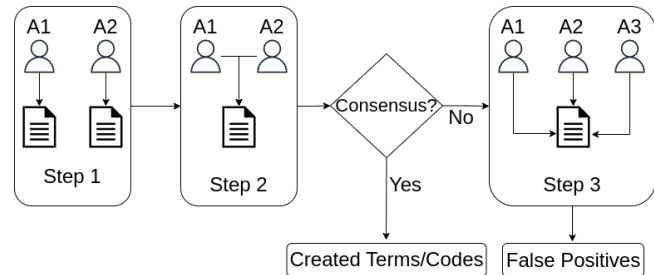 A1 A2
Step 1
A1 A2
Step 2
Consensus?
No
Yes
A1 A2 A3
Step 3
Created Terms/Codes
False Positives